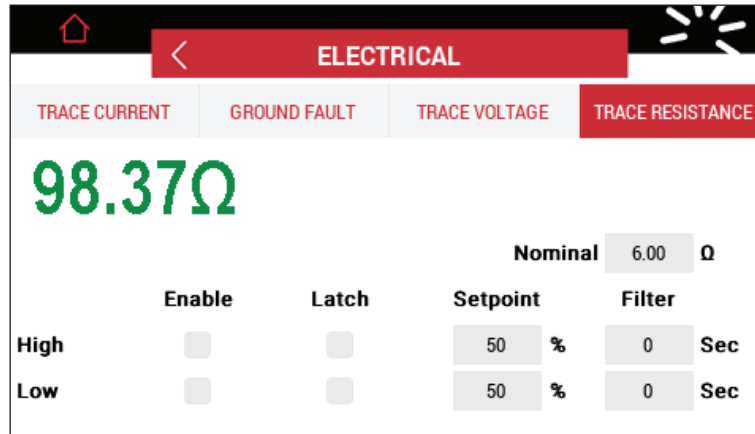 ELECTRICAL
TRACE CURRENT GROUND FAULT TRACE VOLTAGE TRACE RESISTANCE
98.37Ω
Nominal 6.00 Ω
Enable Latch Setpoint Filter
High 50 % 0 Sec
Low 50 % 0 Sec